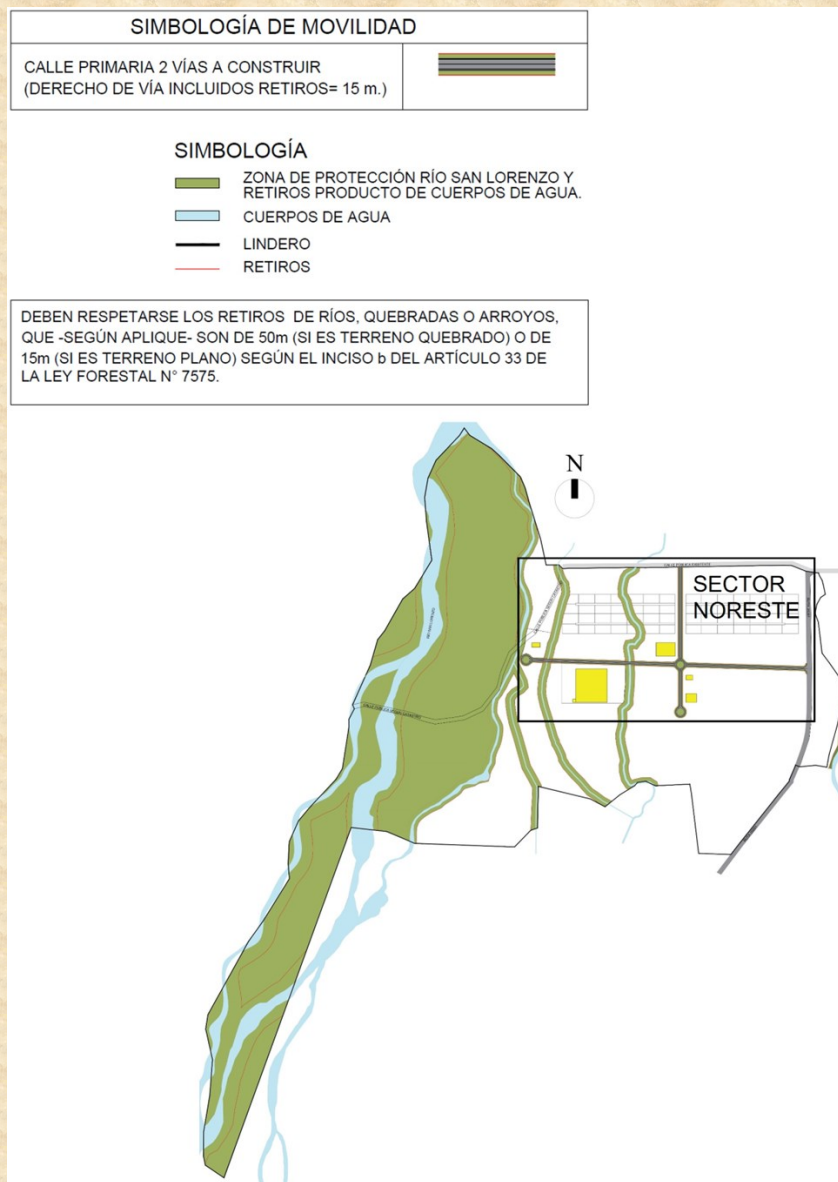 SIMBOLOGÍA DE MOVILIDAD
CALLE PRIMARIA 2 VÍAS A CONSTRUIR
(DERECHO DE VÍA INCLUIDOS RETIROS= 15 m.)
SIMBOLOGÍA
ZONA DE PROTECCIÓN RÍO SAN LORENZO Y
RETIROS PRODUCTO DE CUERPOS DE AGUA.
CUERPOS DE AGUA
LINDERO
RETIROS
DEBEN RESPETARSE LOS RETIROS DE RÍOS, QUEBRADAS O ARROYOS,
QUE -SEGÚN APLIQUE- SON DE 50m (SI ES TERRENO QUEBRADO) O DE
15m (SI ES TERRENO PLANO) SEGÚN EL INCISO b DEL ARTÍCULO 33 DE
LA LEY FORESTAL N° 7575.
N
SECTOR
NORESTE